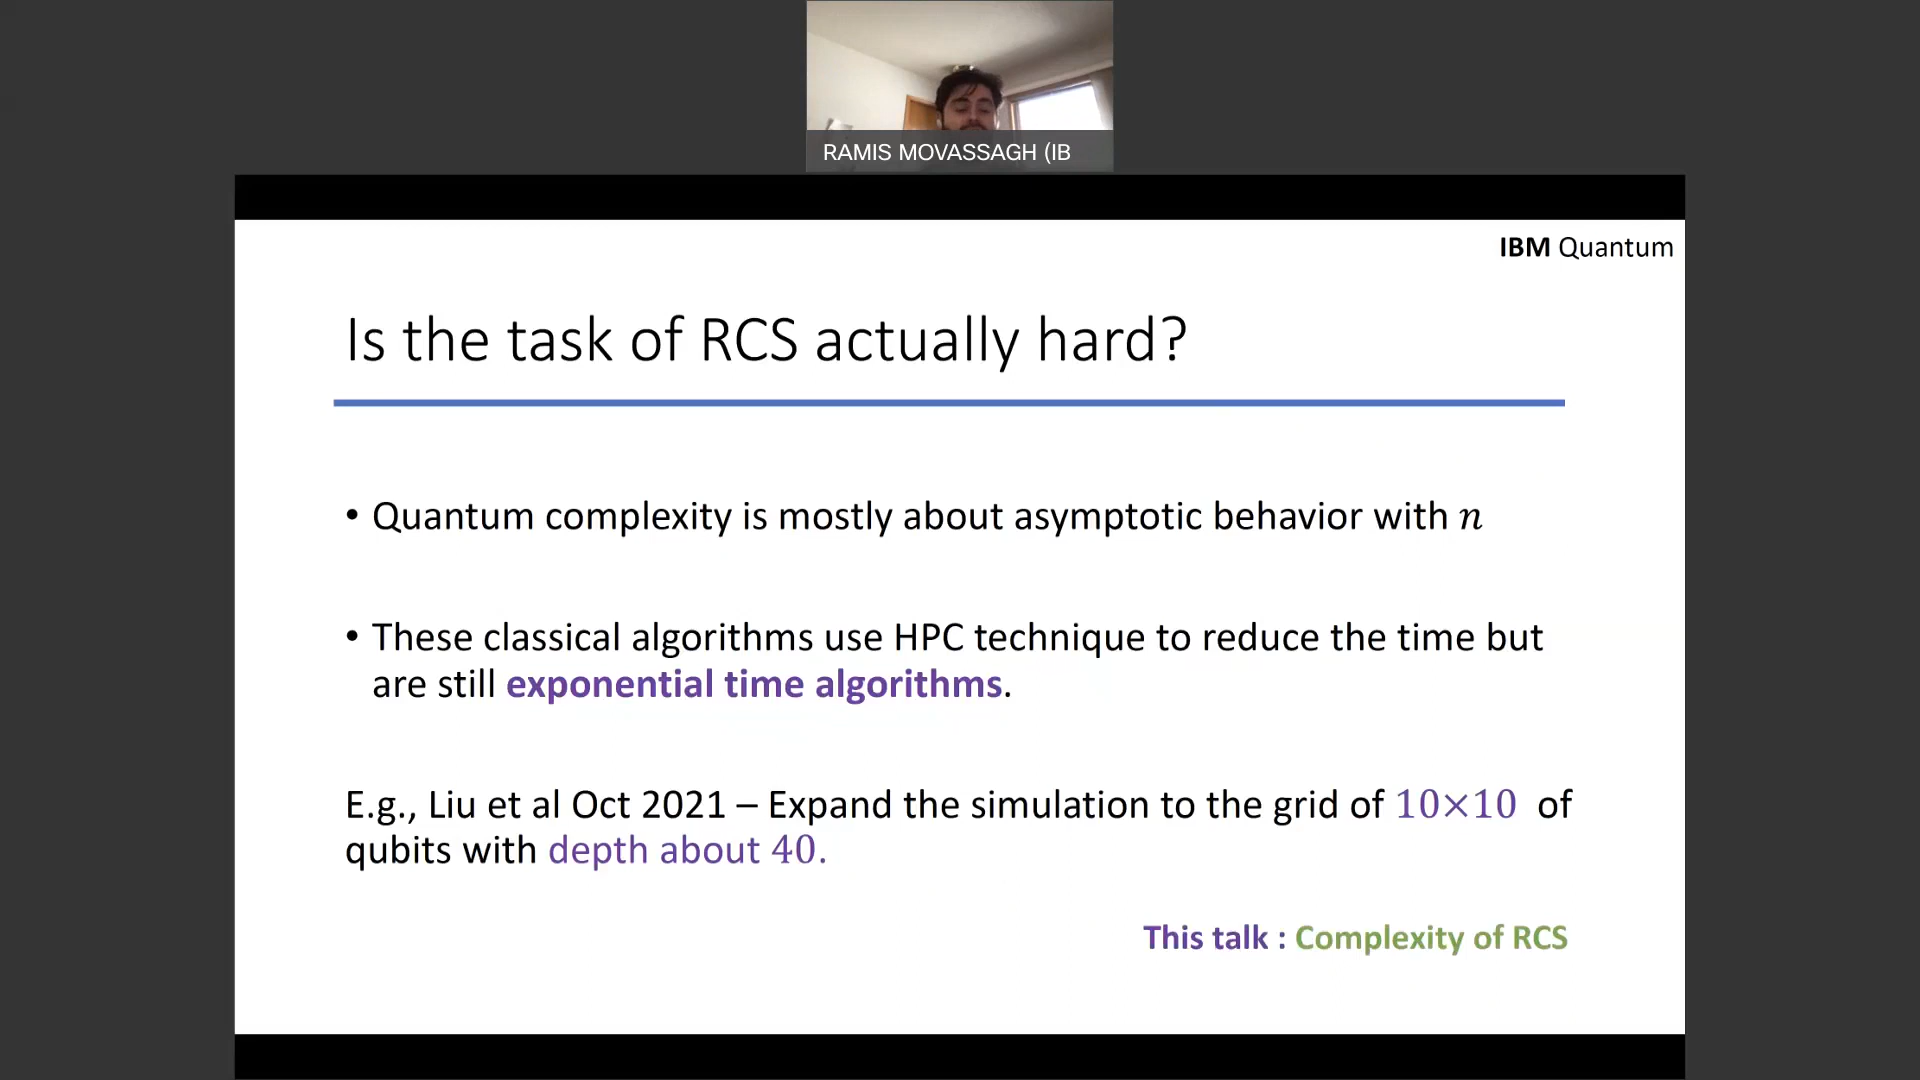 RAMIS MOVASSAGH (IB
IBM Quantum
Is the task of RCS actually hard?
• Quantum complexity is mostly about asymptotic behavior with n
• These classical algorithms use HPC technique to reduce the time but
are still exponential time algorithms.
E.g., Liu et al Oct 2021 – Expand the simulation to the grid of 10×10 of
qubits with depth about 40.
This talk : Complexity of RCS